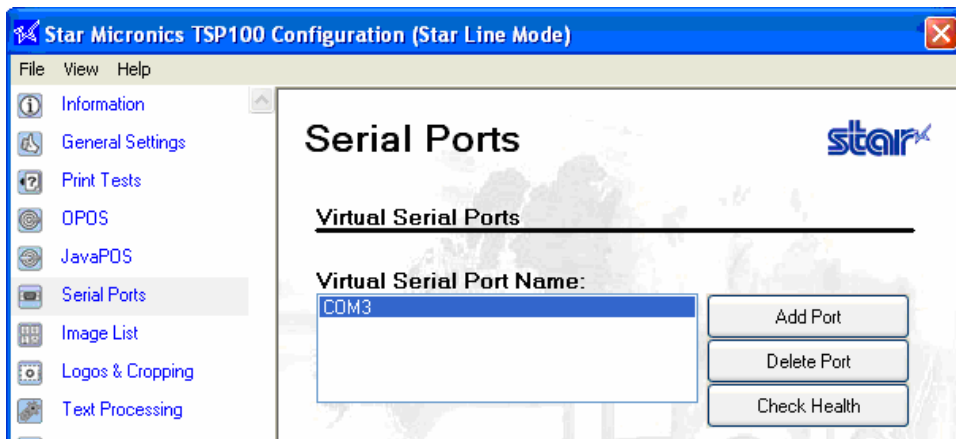 Star Micronics TSP100 Configuration (Star Line Mode)
File View Help
Information
General Settings
Print Tests
OPOS
JavaPOS
Serial Ports
Image List
Logos & Cropping
Text Processing
Serial Ports
star
Virtual Serial Ports
Virtual Serial Port Name:
COM3
Add Port
Delete Port
Check Health